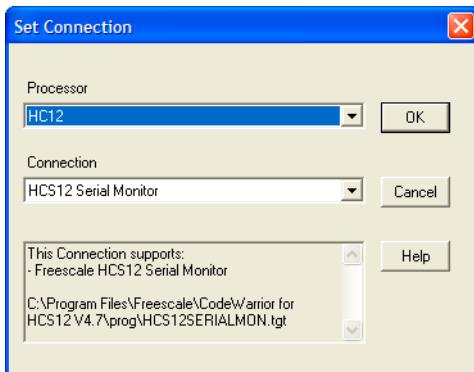 Set Connection
Processor
HC12
OK
Connection
HCS12 Serial Monitor
Cancel
This Connection supports:
- Freescale HCS12 Serial Monitor
C:\Program Files\Freescale\CodeWarrior for
HCS12 V4.7\prog\HCS12SERIALMON.tgt
Help